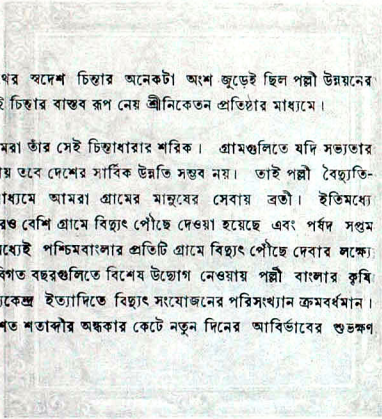 থের স্বদেশ চিন্তার অনেকটা অংশ জুড়েই ছিল পল্লী উন্নয়নের
ই চিন্তার বাস্তব রূপ নেয় শ্রীনিকেতন প্রতিষ্ঠার মাধ্যমে।
মরা তাঁর সেই চিন্তাধারার শরিক। গ্রামগুলিতে যদি সভ্যতার
য় তবে দেশের সার্বিক উন্নতি সম্ভব নয়। তাই পল্লী বৈদ্যুতি-
াধ্যমে আমরা গ্রামের মানুষের সেবায় ব্রতী। ইতিমধ্যে
রও বেশি গ্রামে বিদ্যুৎ পৌছে দেওয়া হয়েছে এবং পর্ষদ সপ্তম
মধ্যেই পশ্চিমবাংলার প্রতিটি গ্রামে বিদ্যুৎ পৌছে দেবার লক্ষ্যে
বিগত বছরগুলিতে বিশেষ উদ্যোগ নেওয়ায় পল্লী বাংলার কৃষি
্যকেন্দ্র ইত্যাদিতে বিদ্যুৎ সংযোজনের পরিসংখ্যান ক্রমবর্ধমান।
শত শতাব্দীর অন্ধকার কেটে নতুন দিনের আবির্ভাবের শুভক্ষণ